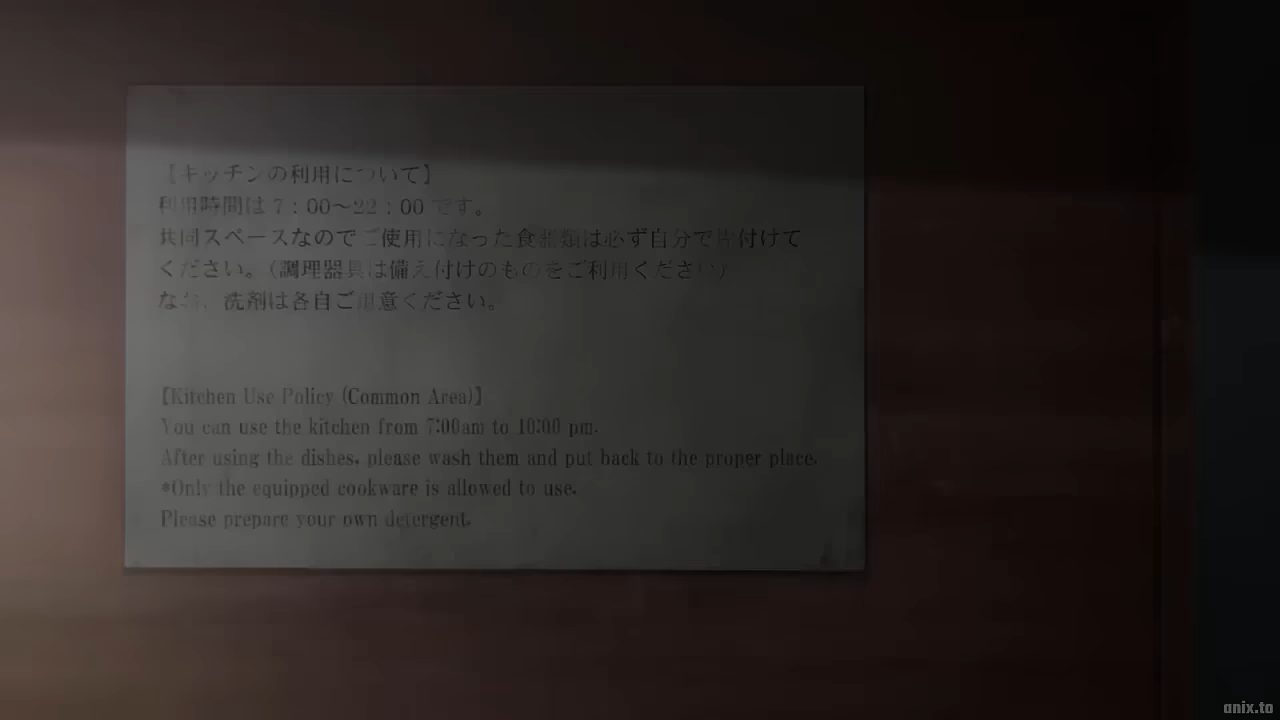 【キッチンの利用について】
利用時間は 7：00～22：00 です。
共同スペースなのでご使用になった食器類は必ず自分で片付けて
ください。（調理器具は備え付けのものをご利用ください）
なお、洗剤は各自ご用意ください。
【Kitchen Use Policy (Common Area)】
You can use the kitchen from 7:00am to 10:00 pm.
After using the dishes, please wash them and put back to the proper place.
*Only the equipped cookware is allowed to use.
Please prepare your own detergent.
anix.to